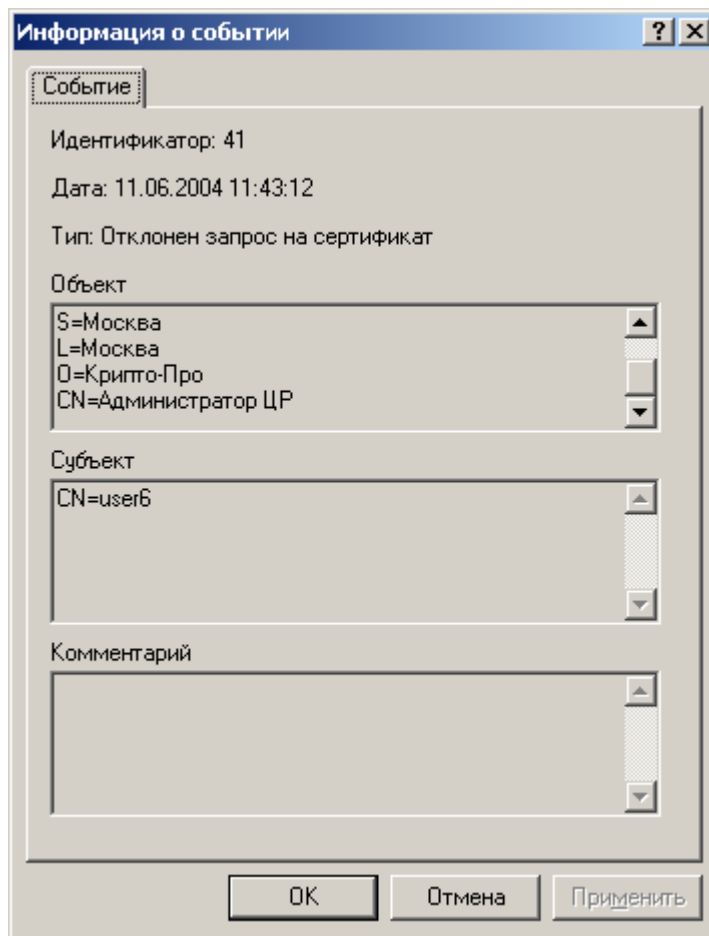 Информация о событии
Событие
Идентификатор: 41
Дата: 11.06.2004 11:43:12
Тип: Отклонен запрос на сертификат
Объект
S=Москва
L=Москва
O=Крипто-Про
CN=Администратор ЦР
Субъект
CN=user6
Комментарий
OK
Отмена
Применить